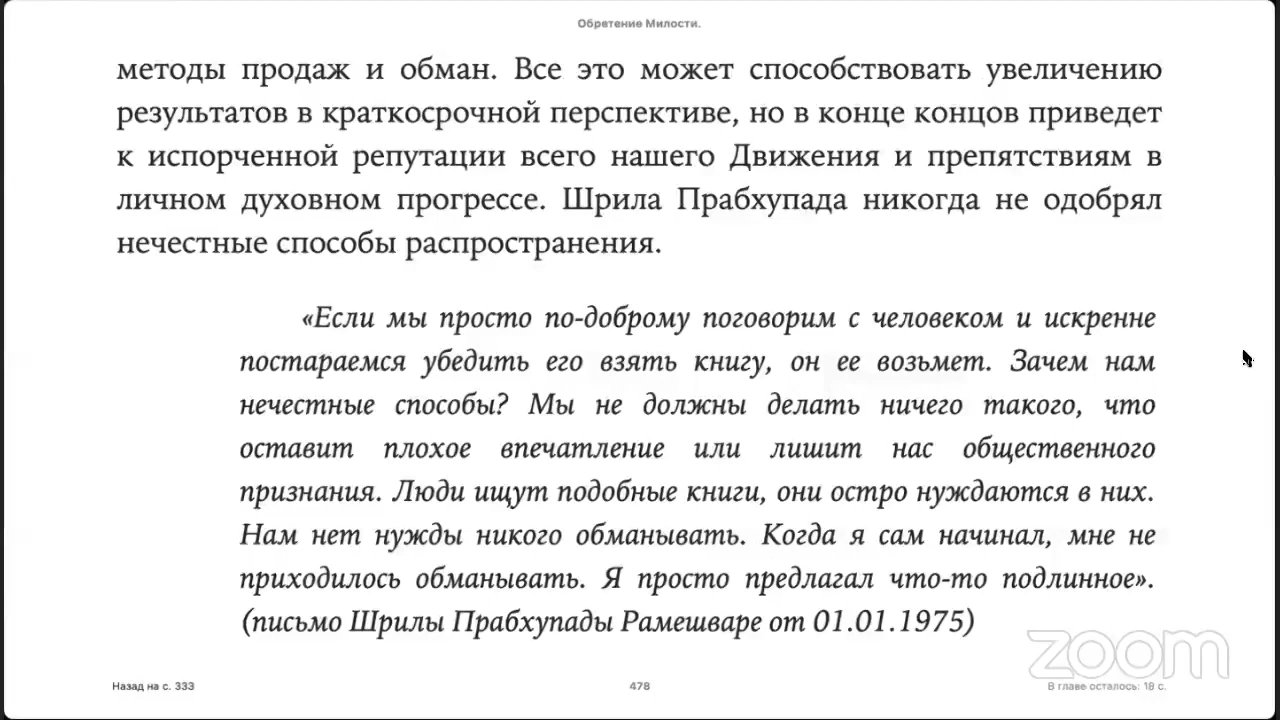 Обретение Милости.
методы продаж и обман. Все это может способствовать увеличению
результатов в краткосрочной перспективе, но в конце концов приведет
к испорченной репутации всего нашего Движения и препятствиям в
личном духовном прогрессе. Шрила Прабхупада никогда не одобрял
нечестные способы распространения.
«Если мы просто по-доброму поговорим с человеком и искренне
постараемся убедить его взять книгу, он ее возьмет. Зачем нам
нечестные способы? Мы не должны делать ничего такого, что
оставит плохое впечатление или лишит нас общественного
признания. Люди ищут подобные книги, они остро нуждаются в них.
Нам нет нужды никого обманывать. Когда я сам начинал, мне не
приходилось обманывать. Я просто предлагал что-то подлинное».
(письмо Шрилы Прабхупады Рамешваре от 01.01.1975)
zoom
Назад на с. 333
478
В главе осталось: 18 с.